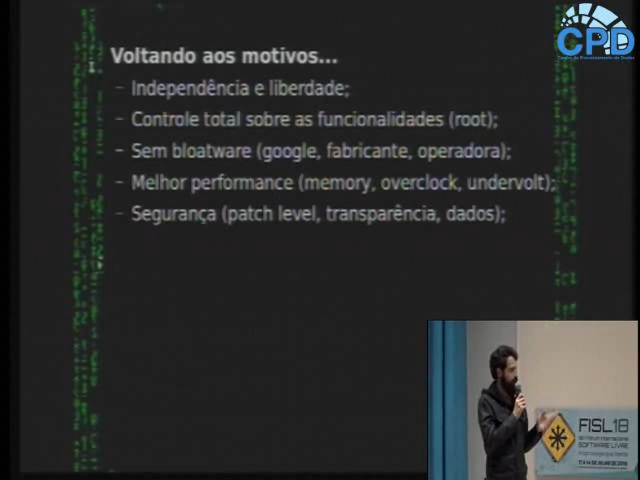 CPD
Voltando aos motivos...
- Independência e liberdade;
- Controle total sobre as funcionalidades (root);
- Sem bloatware (google, fabricante, operadora);
- Melhor performance (memory, overclock, undervolt);
- Segurança (patch level, transparência, dados);
FISL18
SOFTWARE LIVRE